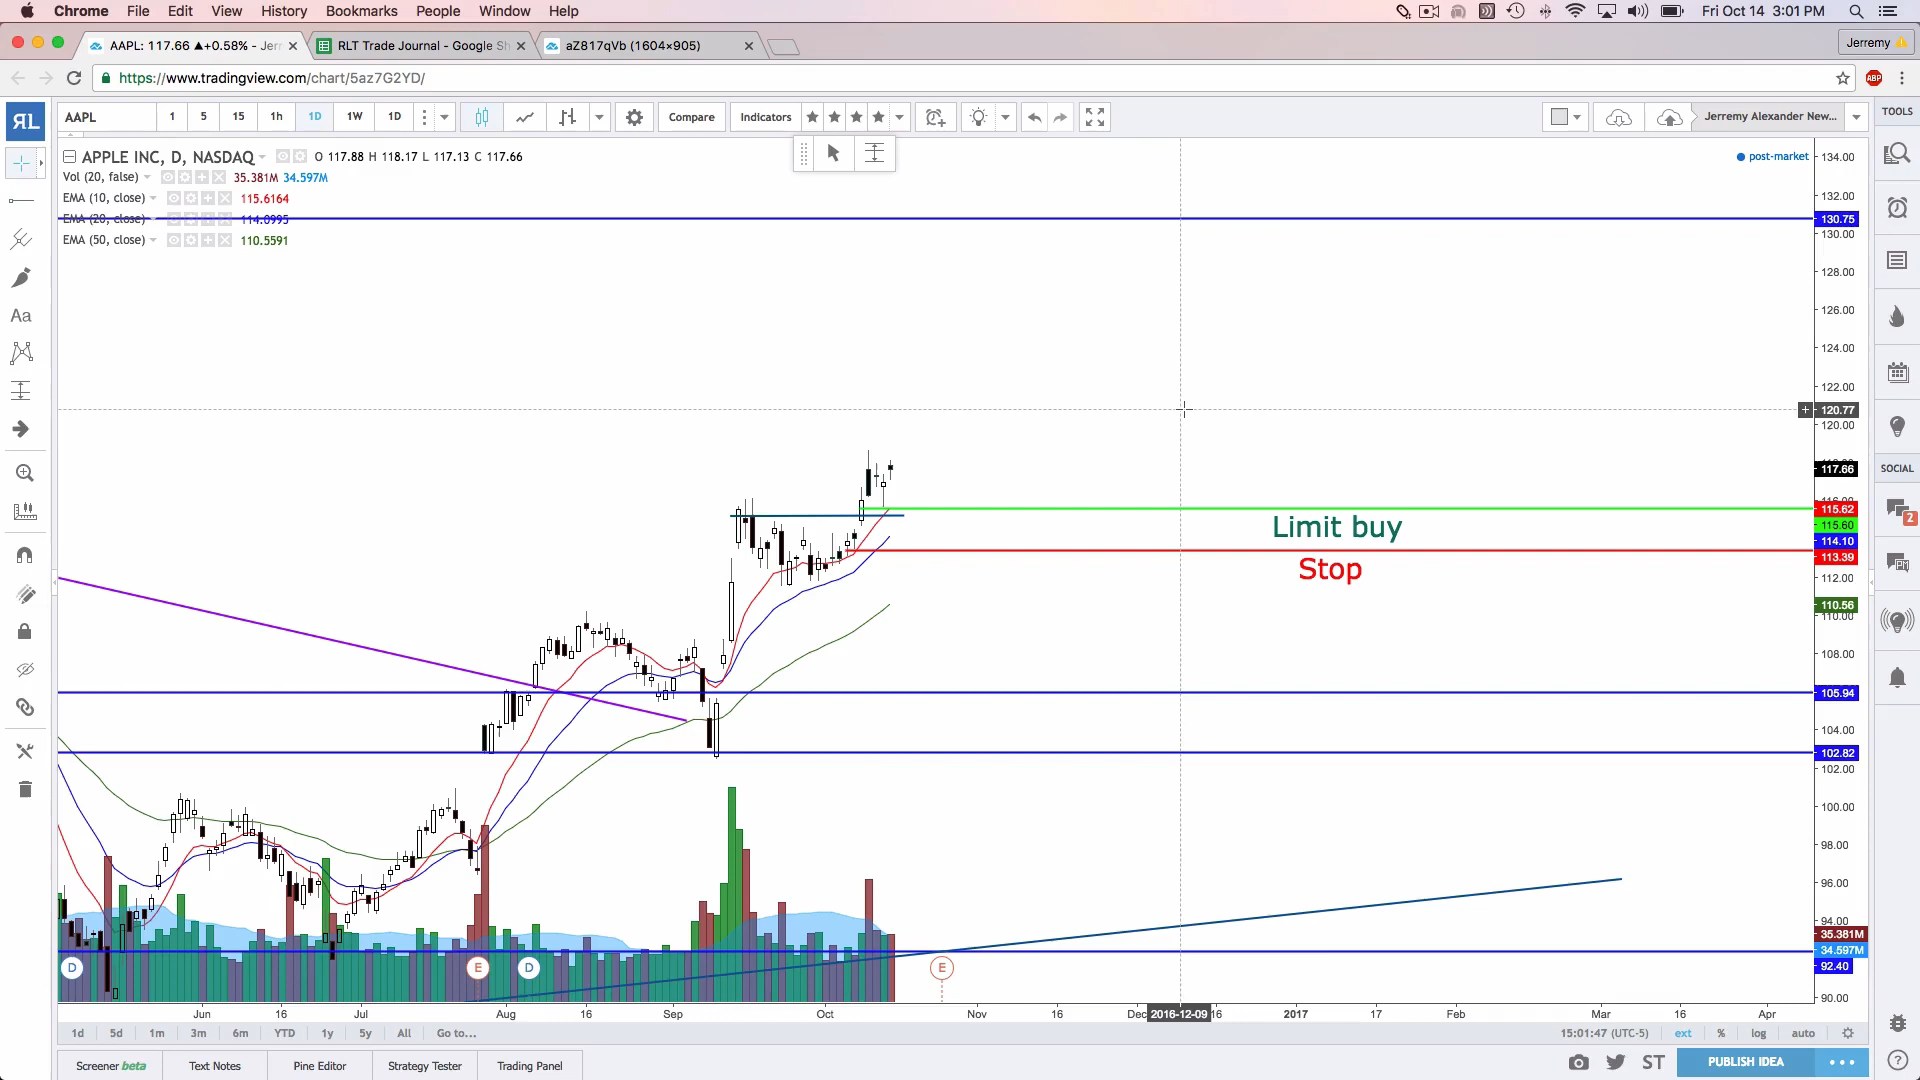 Chrome File Edit View History Bookmarks People Window Help Fri Oct 14 3:01 PM
AAPL: 117.66 ▲+0.58% - Jer RLT Trade Journal - Google Sh aZ817qVb (1604×905) Jerremy
https://www.tradingview.com/chart/5az7G2YD/ ABP
RL AAPL 1 5 15 1h 1D 1W 1D Compare Indicators Jerremy Alexander New... TOOLS
APPLE INC, D, NASDAQ O 117.88 H 118.17 L 117.13 C 117.66 post-market 134.00
Vol (20, false) 35.381M 34.597M
EMA (10, close) 115.6164 132.00
EMA (20, close) 114.0995 130.75
EMA (50, close) 110.5591 130.00
128.00
Aa
126.00
124.00
122.00
120.77
120.00
117.66 SOCIAL
115.62
Limit buy 115.60
114.10
113.39
Stop
112.00
110.56
110.00
108.00
105.94
104.00
102.82
102.00
100.00
98.00
96.00
94.00
35.381M
34.597M
92.40
D E D E
90.00
2
Jun 16 Jul Aug 16 Sep Oct Nov 16 Dec 2016-12-09 16 2017 17 Feb Mar 16 Apr
1d 5d 1m 3m 6m YTD 1y 5y All Go to... 15:01:47 (UTC-5) ext % log auto
Screener beta Text Notes Pine Editor Strategy Tester Trading Panel ST PUBLISH IDEA